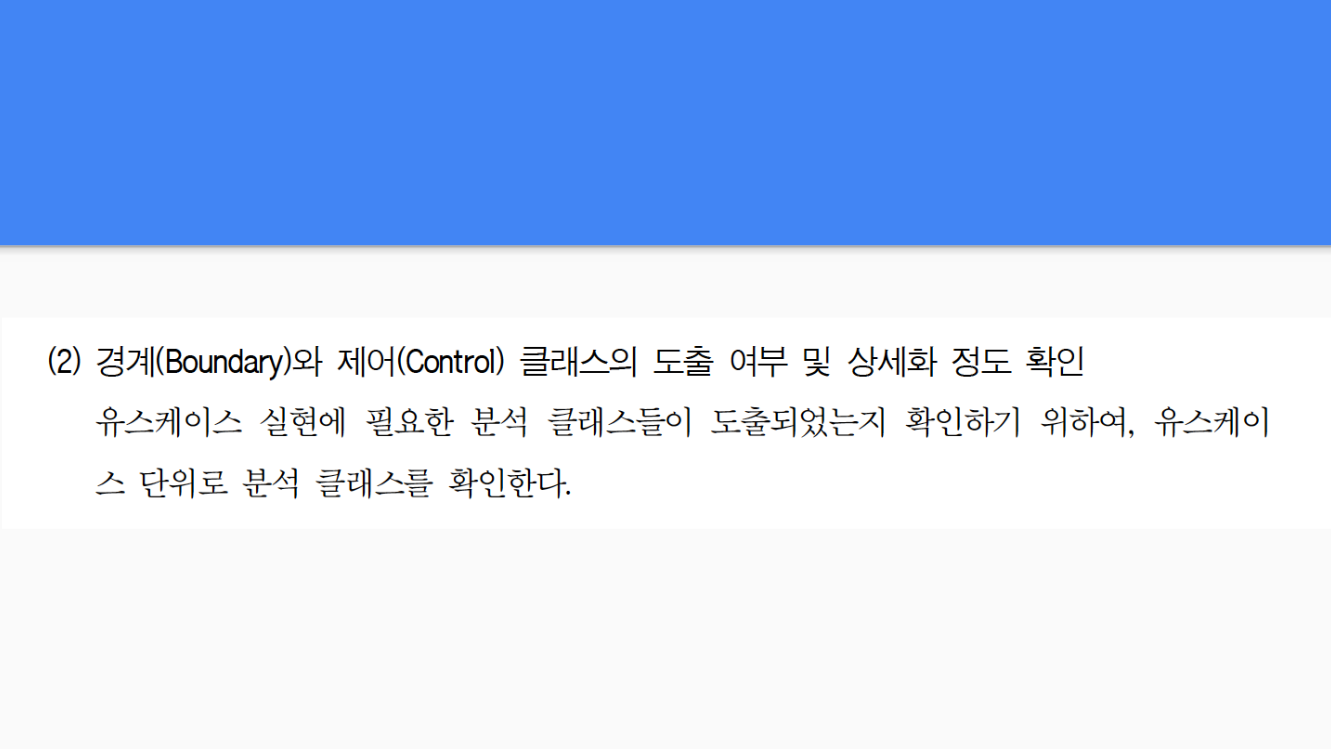 (2) 경계(Boundary)와 제어(Control) 클래스의 도출 여부 및 상세화 정도 확인
유스케이스 실현에 필요한 분석 클래스들이 도출되었는지 확인하기 위하여, 유스케이
스 단위로 분석 클래스를 확인한다.